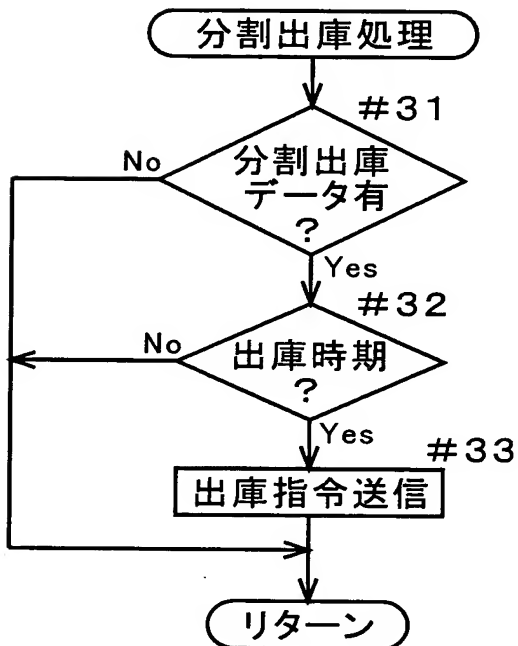 分割出庫処理
#31
No
分割出庫
データ有
?
Yes
#32
No
出庫時期
?
Yes
#33
出庫指令送信
リターン